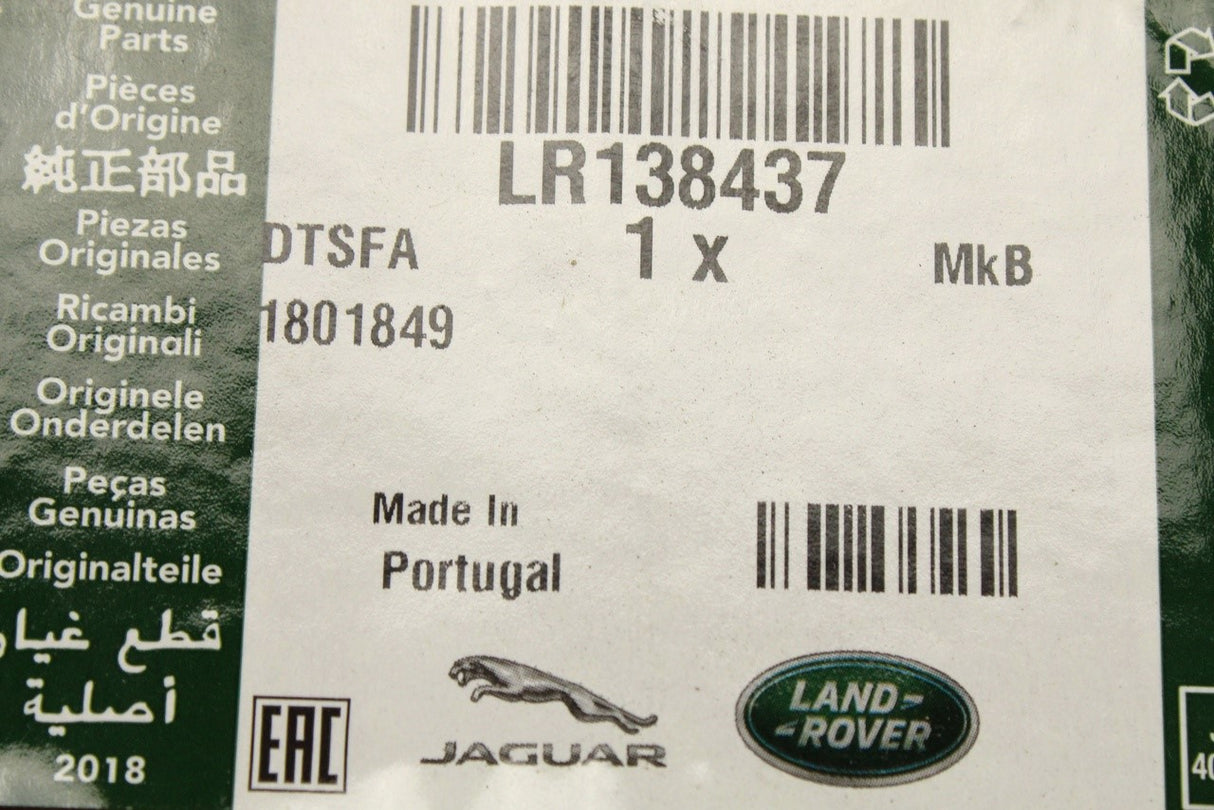 Genuine
Parts
Pièces
d'Origine
純正部品
Piezas
Originales
Ricambi
Originali
Originele
Onderdelen
Peças
Genuinas
Originalteile
قطع غيار
أصلية
2018
LR138437
DTSFA
1 x
MkB
1801849
Made In
Portugal
EAC
JAGUAR
LAND-
-ROVER
40